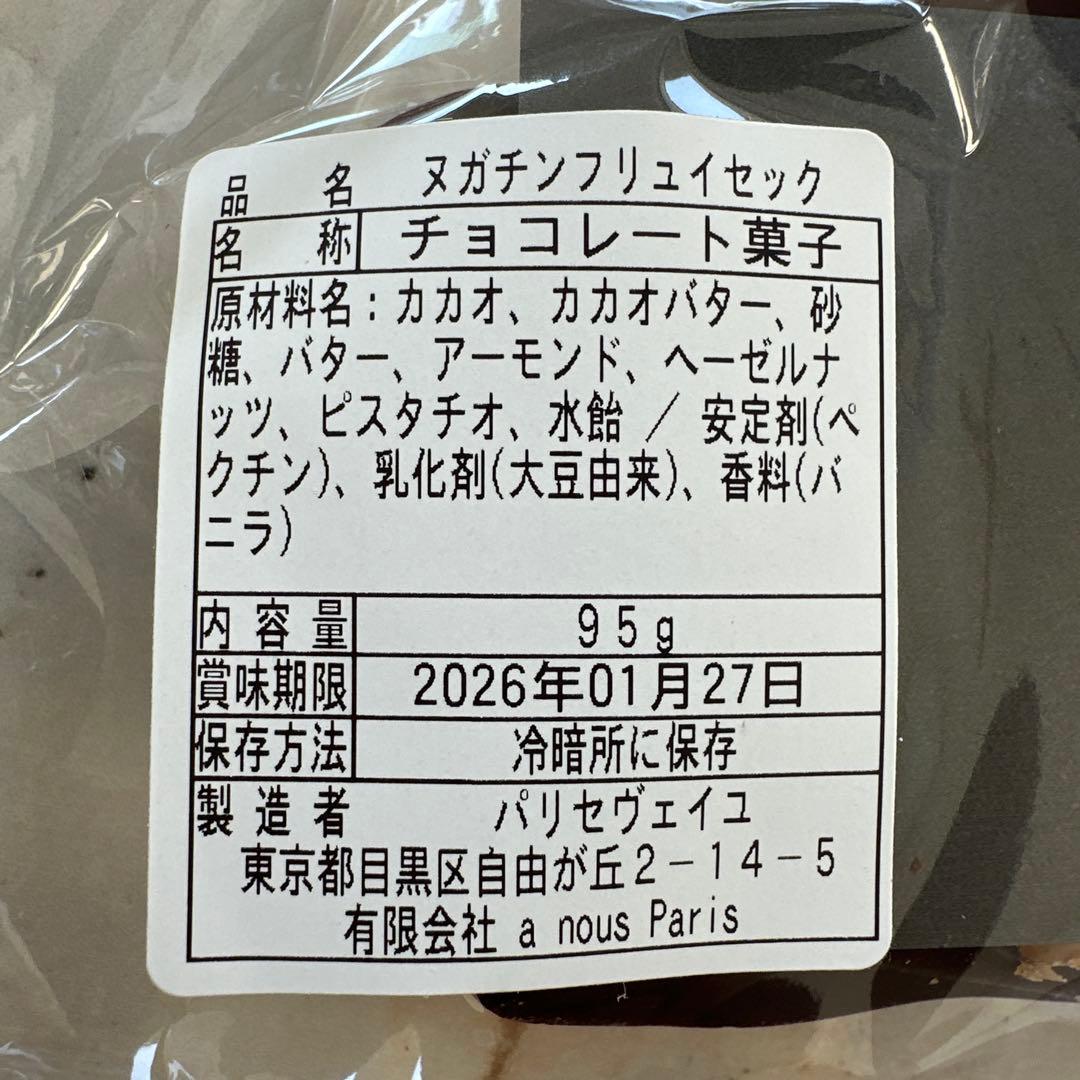 品名 ヌガチンフリュイセック
名称 チョコレート菓子
原材料名:カカオ、カカオバター、砂
糖、バター、アーモンド、ヘーゼルナ
ッツ、ピスタチオ、水飴 / 安定剤(ペ
クチン)、乳化剤(大豆由来)、香料(バ
ニラ)
内容量 95g
賞味期限 2026年01月27日
保存方法 冷暗所に保存
製造者 パリセヴェイユ
東京都目黒区自由が丘2-14-5
有限会社 a nous Paris